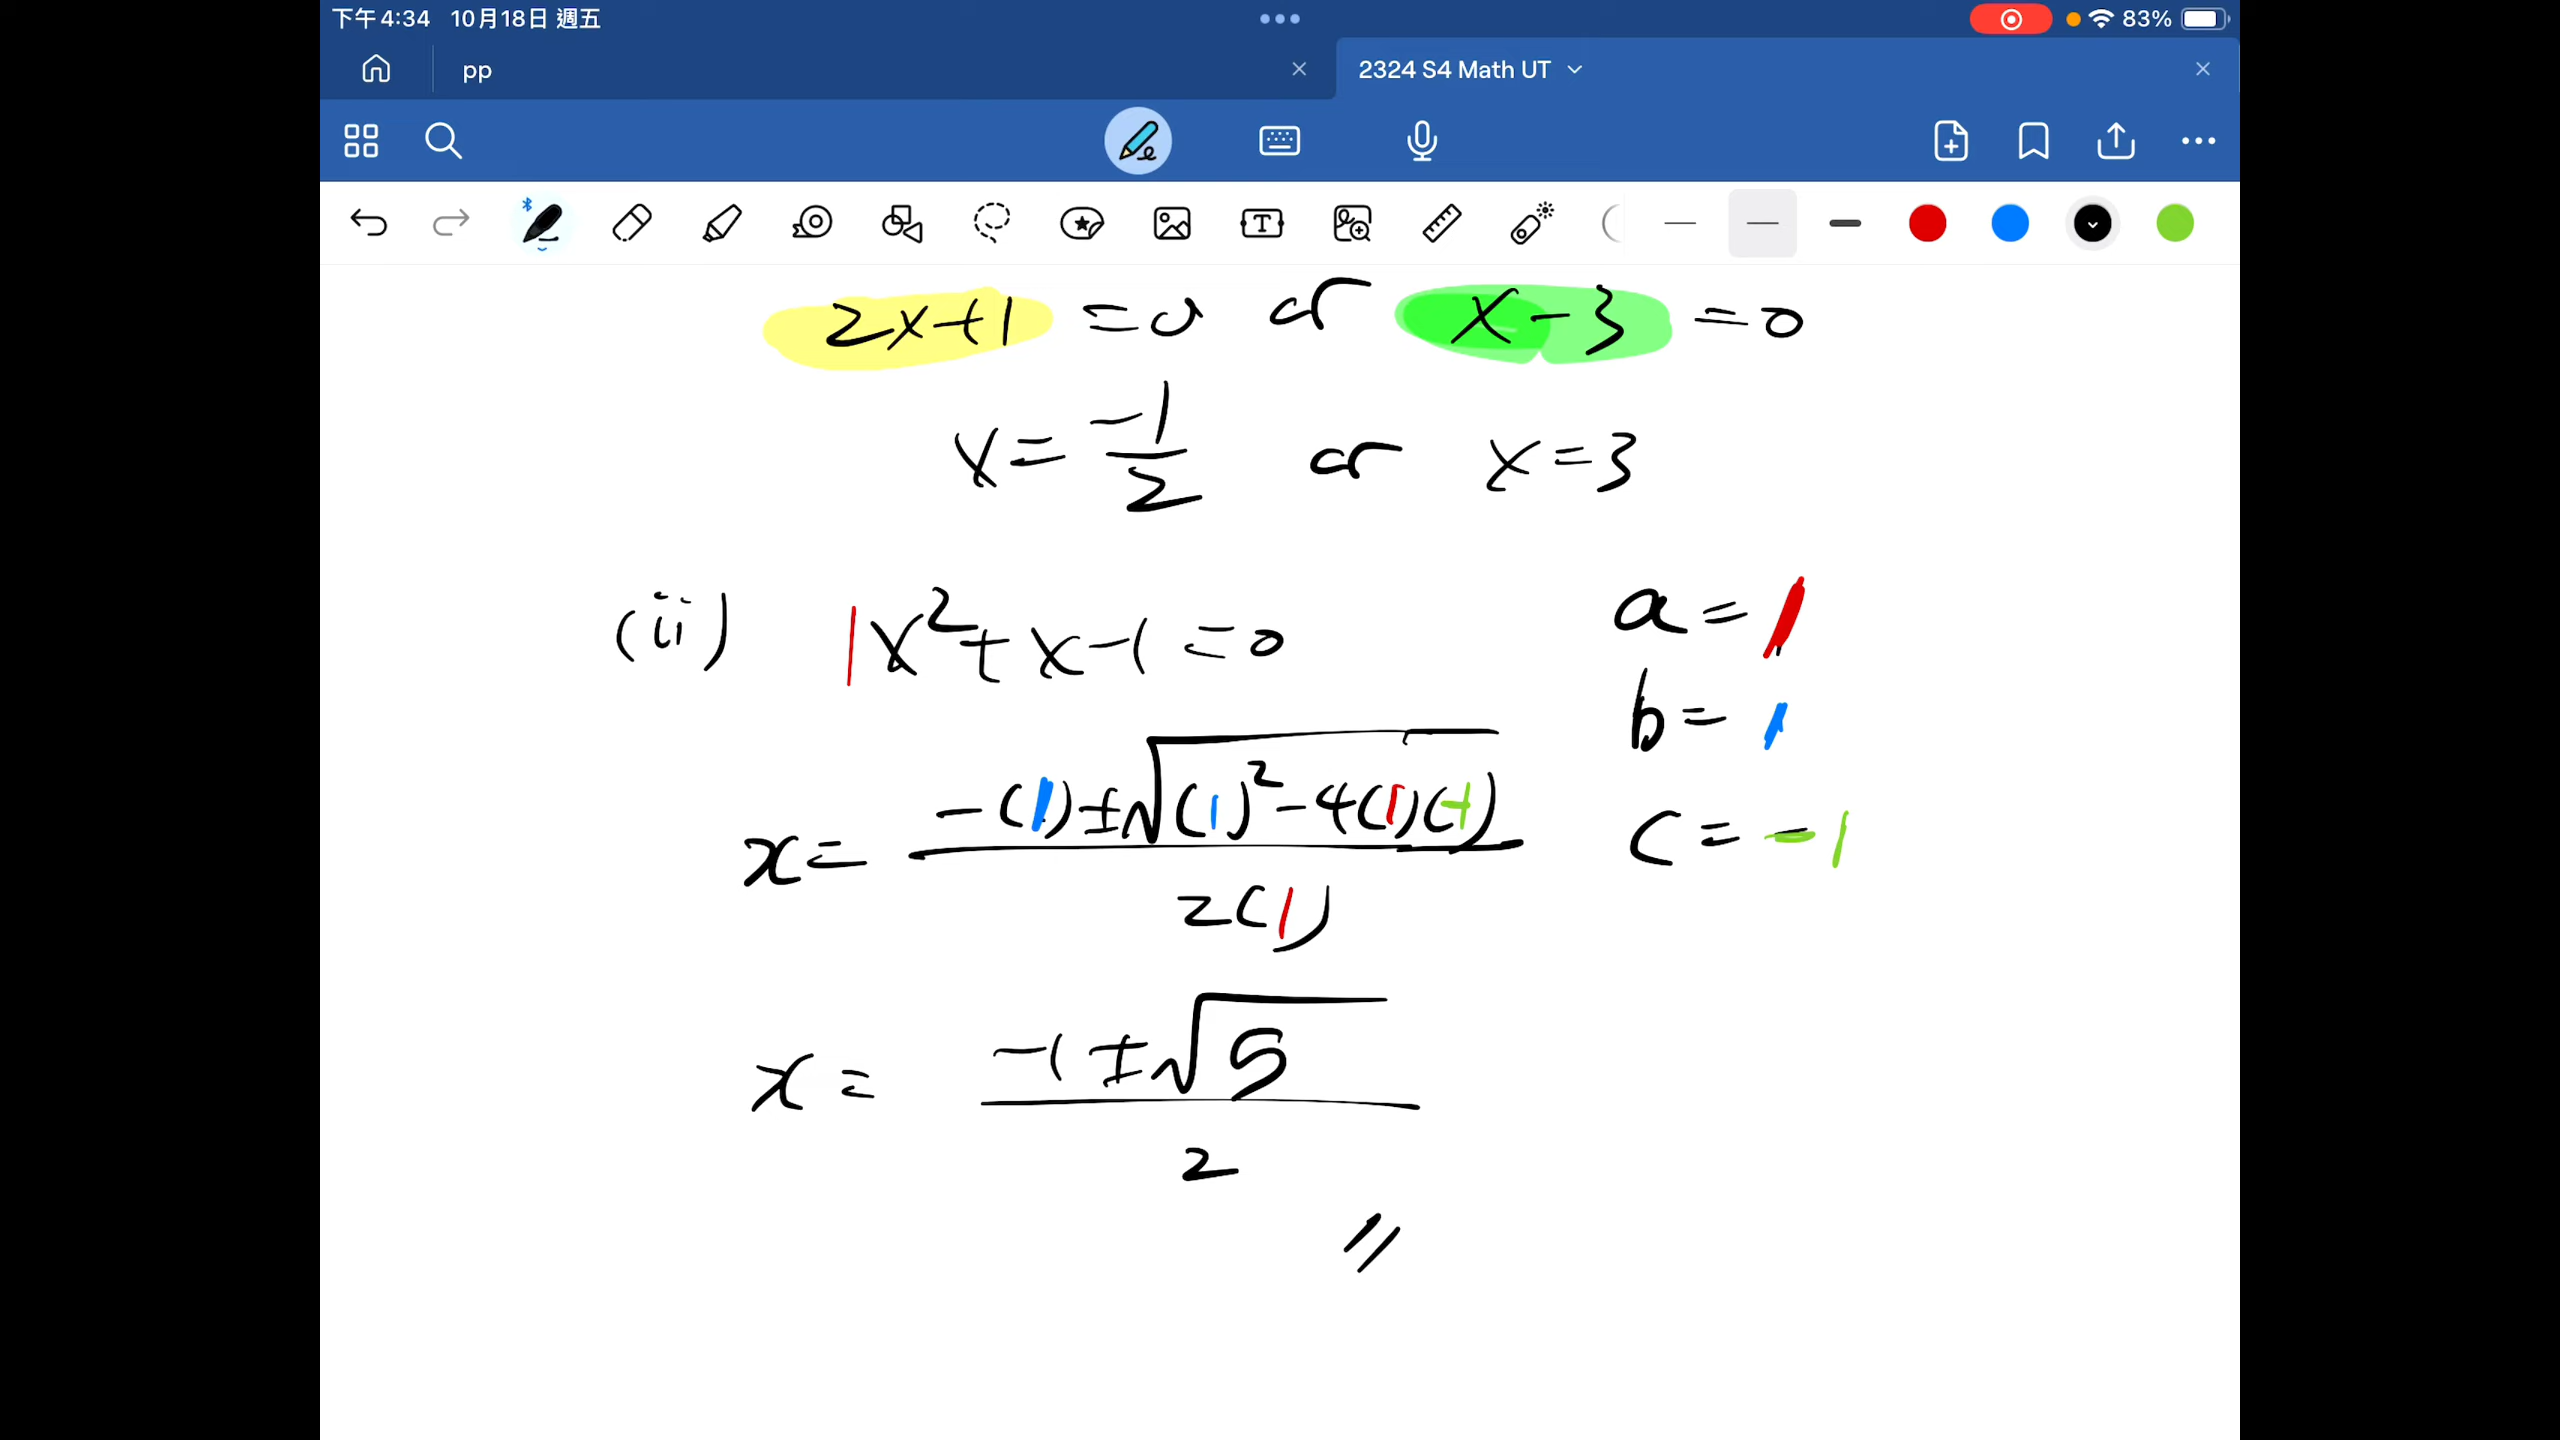 下午4:34 10月18日 週五 83%
pp 2324 S4 Math UT
2x+1 =0 or x-3 =0
x = -1/2 or x=3
(ii) 1x²+x-1=0
a=1
b=1
x= -(1)±√(1)²-4(1)(-1) / 2(1)
c=-1
x= -1±√5 / 2